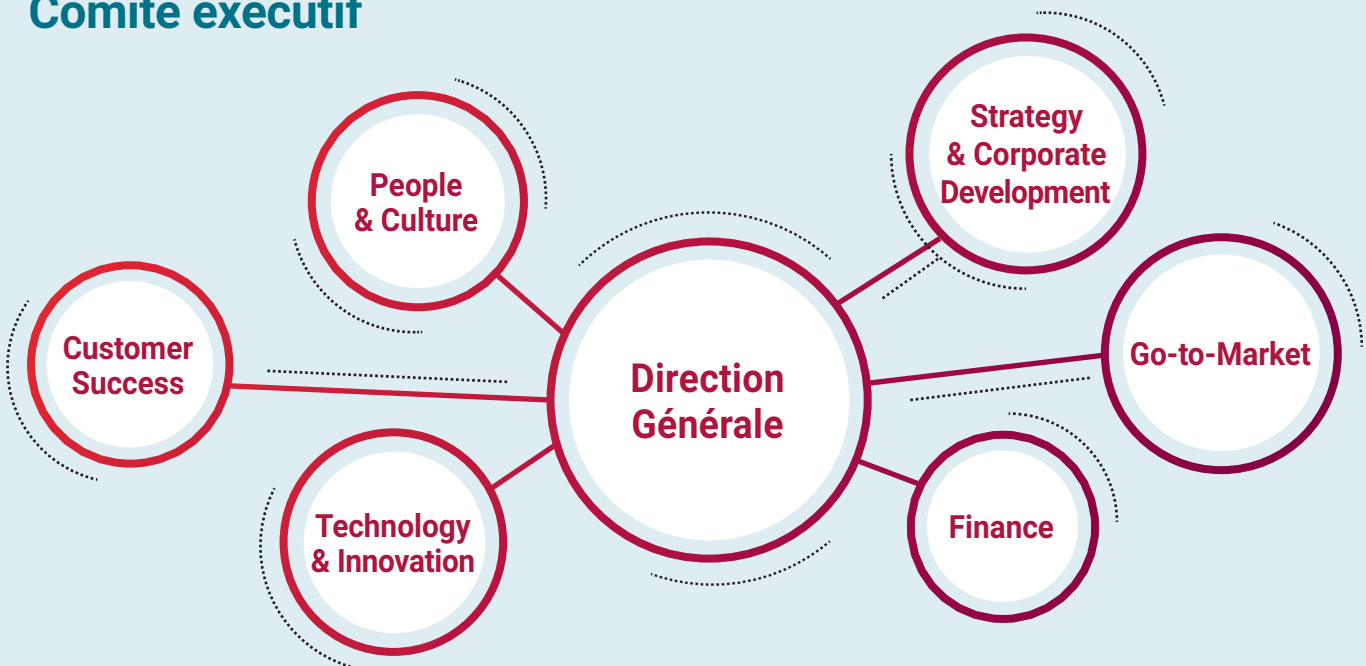 Comité exécutif
People
& Culture
Strategy
& Corporate
Development
Customer
Success
Direction
Générale
Go-to-Market
Technology
& Innovation
Finance